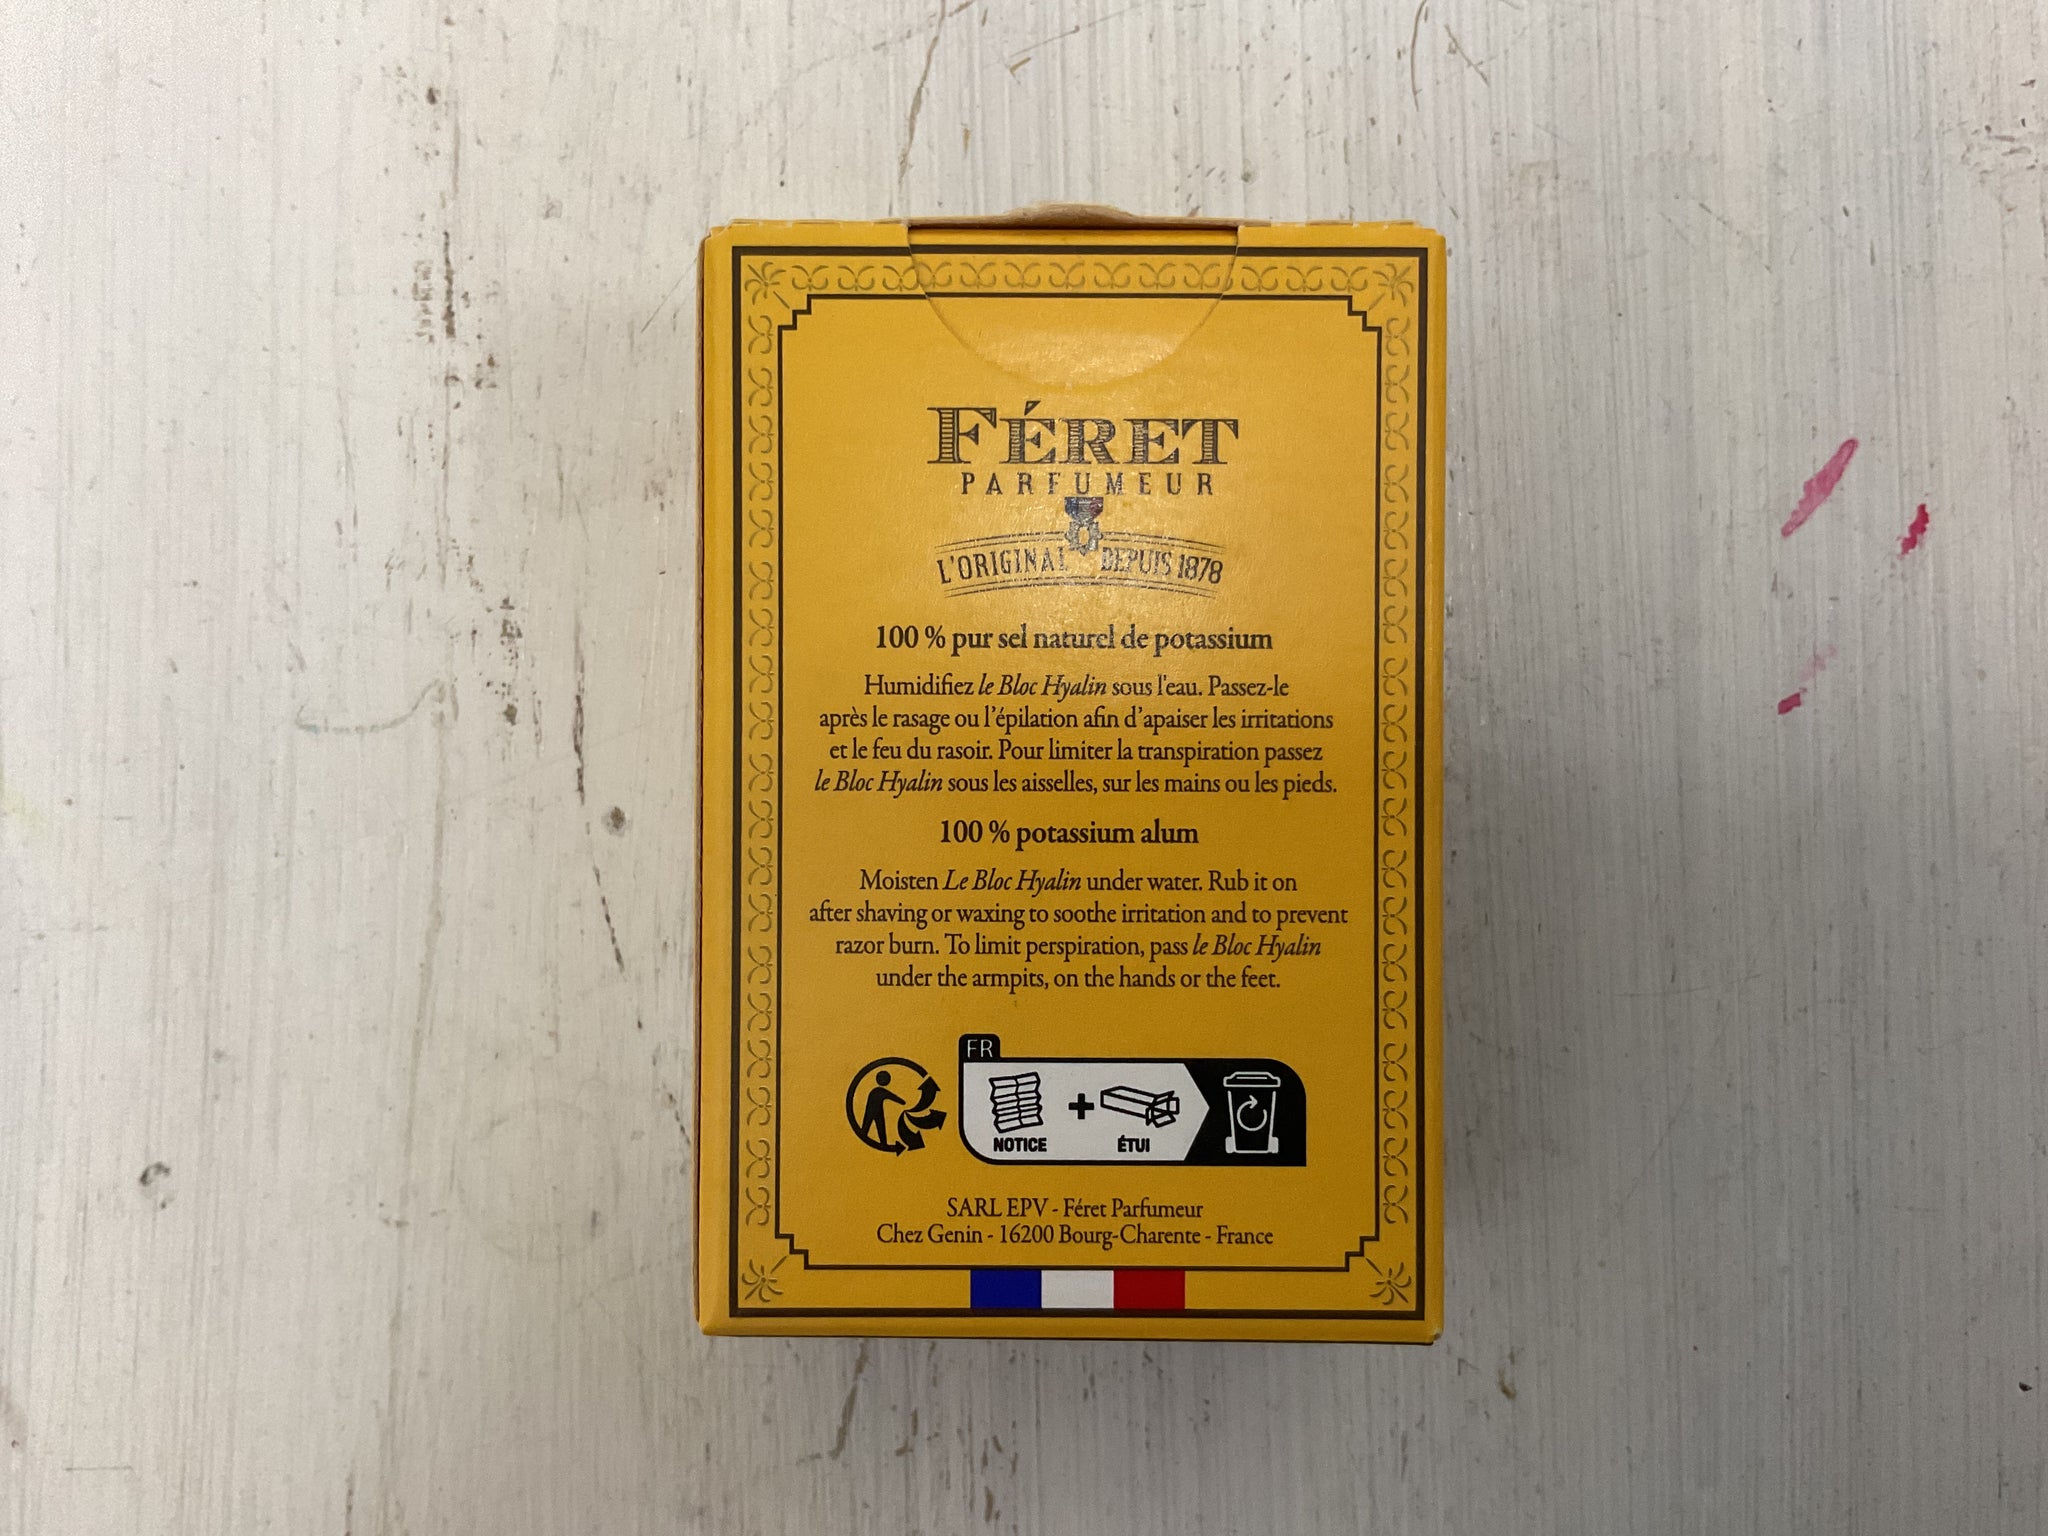 FÉRET
PARFUMEUR
L'ORIGINAL DEPUIS 1878
100 % pur sel naturel de potassium
Humidifiez le Bloc Hyalin sous l'eau. Passez-le
après le rasage ou l'épilation afin d'apaiser les irritations
et le feu du rasoir. Pour limiter la transpiration passez
le Bloc Hyalin sous les aisselles, sur les mains ou les pieds.
100 % potassium alum
Moisten Le Bloc Hyalin under water. Rub it on
after shaving or waxing to soothe irritation and to prevent
razor burn. To limit perspiration, pass le Bloc Hyalin
under the armpits, on the hands or the feet.
FR
NOTICE + ÉTUI
SARL EPV - Féret Parfumeur
Chez Genin - 16200 Bourg-Charente - France